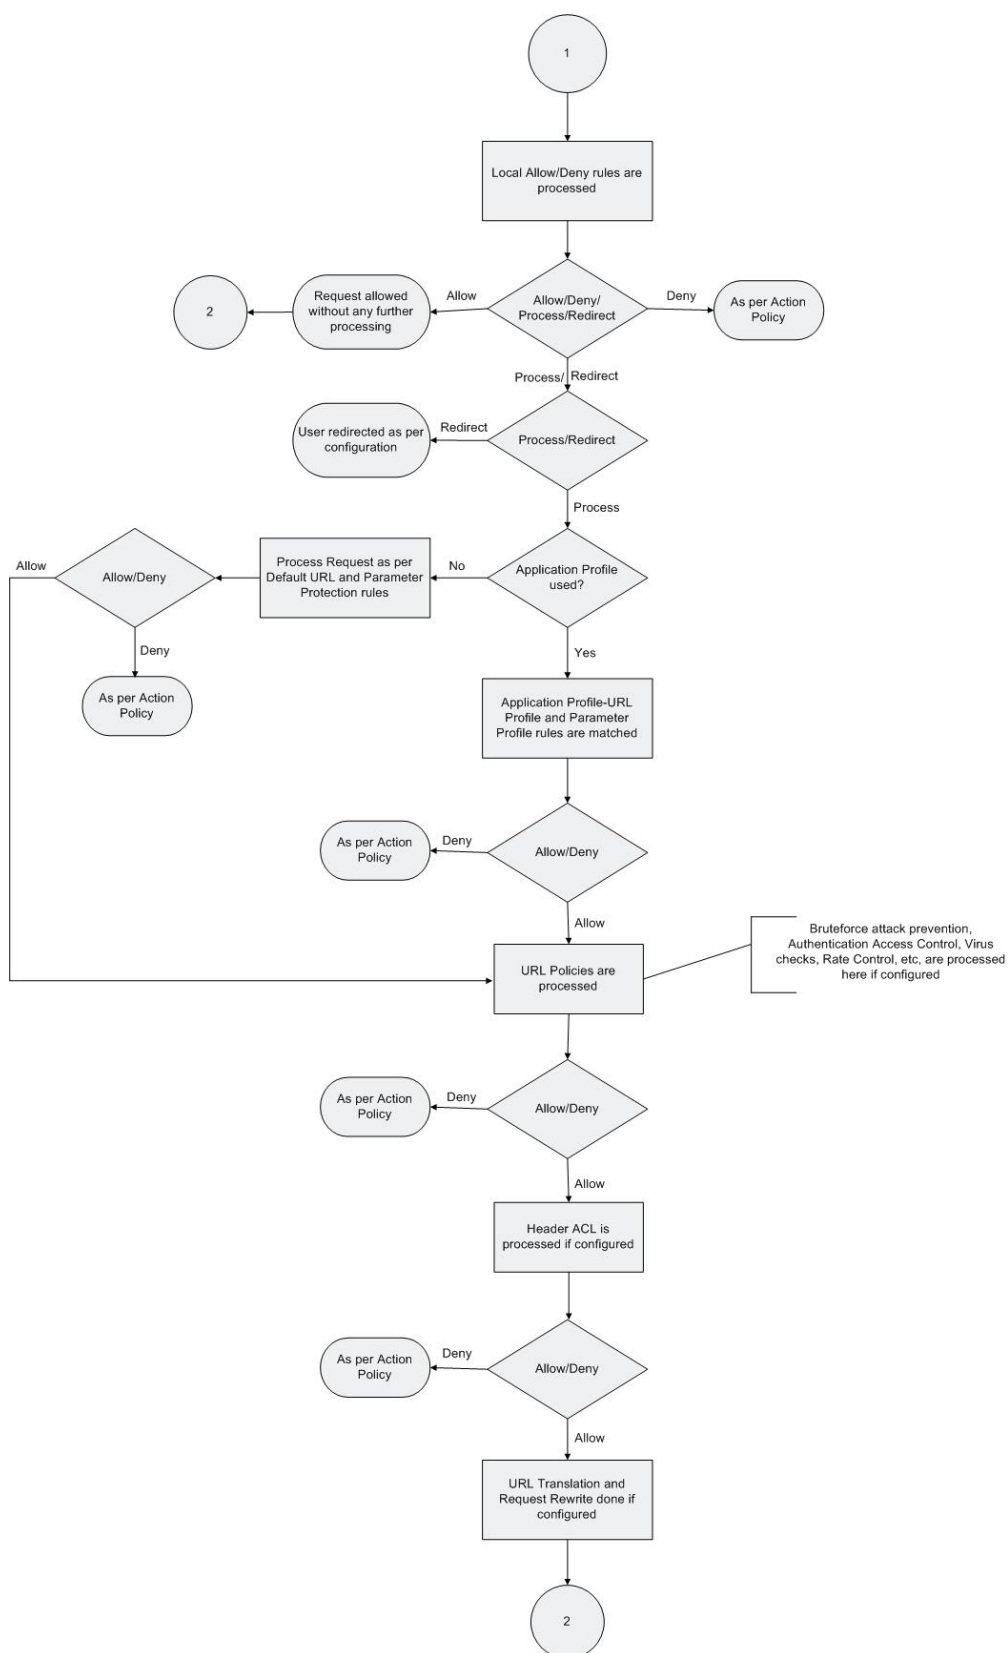 1
Local Allow/Deny rules are
processed
2
Request allowed
without any further
processing
Allow
Allow/Deny/
Process/Redirect
Deny
As per Action
Policy
Process/ Redirect
User redirected as per
configuration
Redirect
Process/Redirect
Process
Allow
Allow/Deny
Process Request as per
Default URL and Parameter
Protection rules
No
Application Profile
used?
Deny
Yes
As per Action
Policy
Application Profile-URL
Profile and Parameter
Profile rules are matched
As per Action
Policy
Deny
Allow/Deny
Allow
Bruteforce attack prevention,
Authentication Access Control, Virus
checks, Rate Control, etc, are processed
here if configured
URL Policies are
processed
As per Action
Policy
Deny
Allow/Deny
Allow
Header ACL is
processed if configured
As per Action
Policy
Deny
Allow/Deny
Allow
URL Translation and
Request Rewrite done if
configured
2